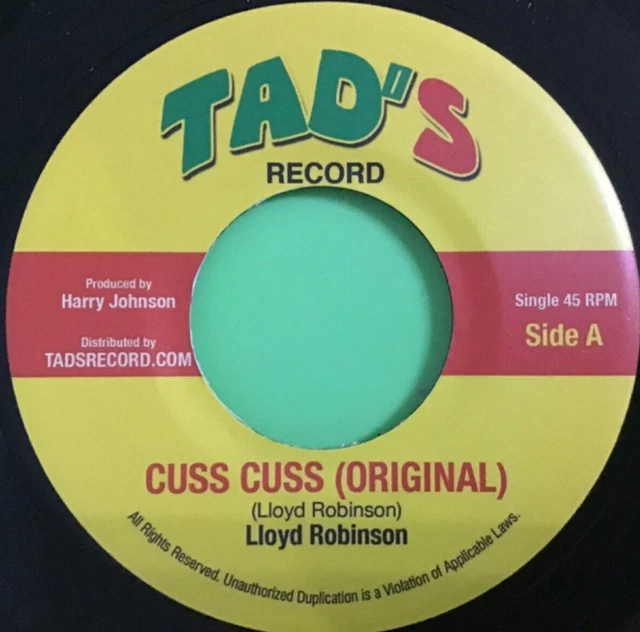 TAD'S
RECORD
Produced by
Harry Johnson
Distributed by
TADSRECORD.COM
Single 45 RPM
Side A
CUSS CUSS (ORIGINAL)
(Lloyd Robinson)
Lloyd Robinson
All Rights Reserved. Unauthorized Duplication is a Violation of Applicable Laws.